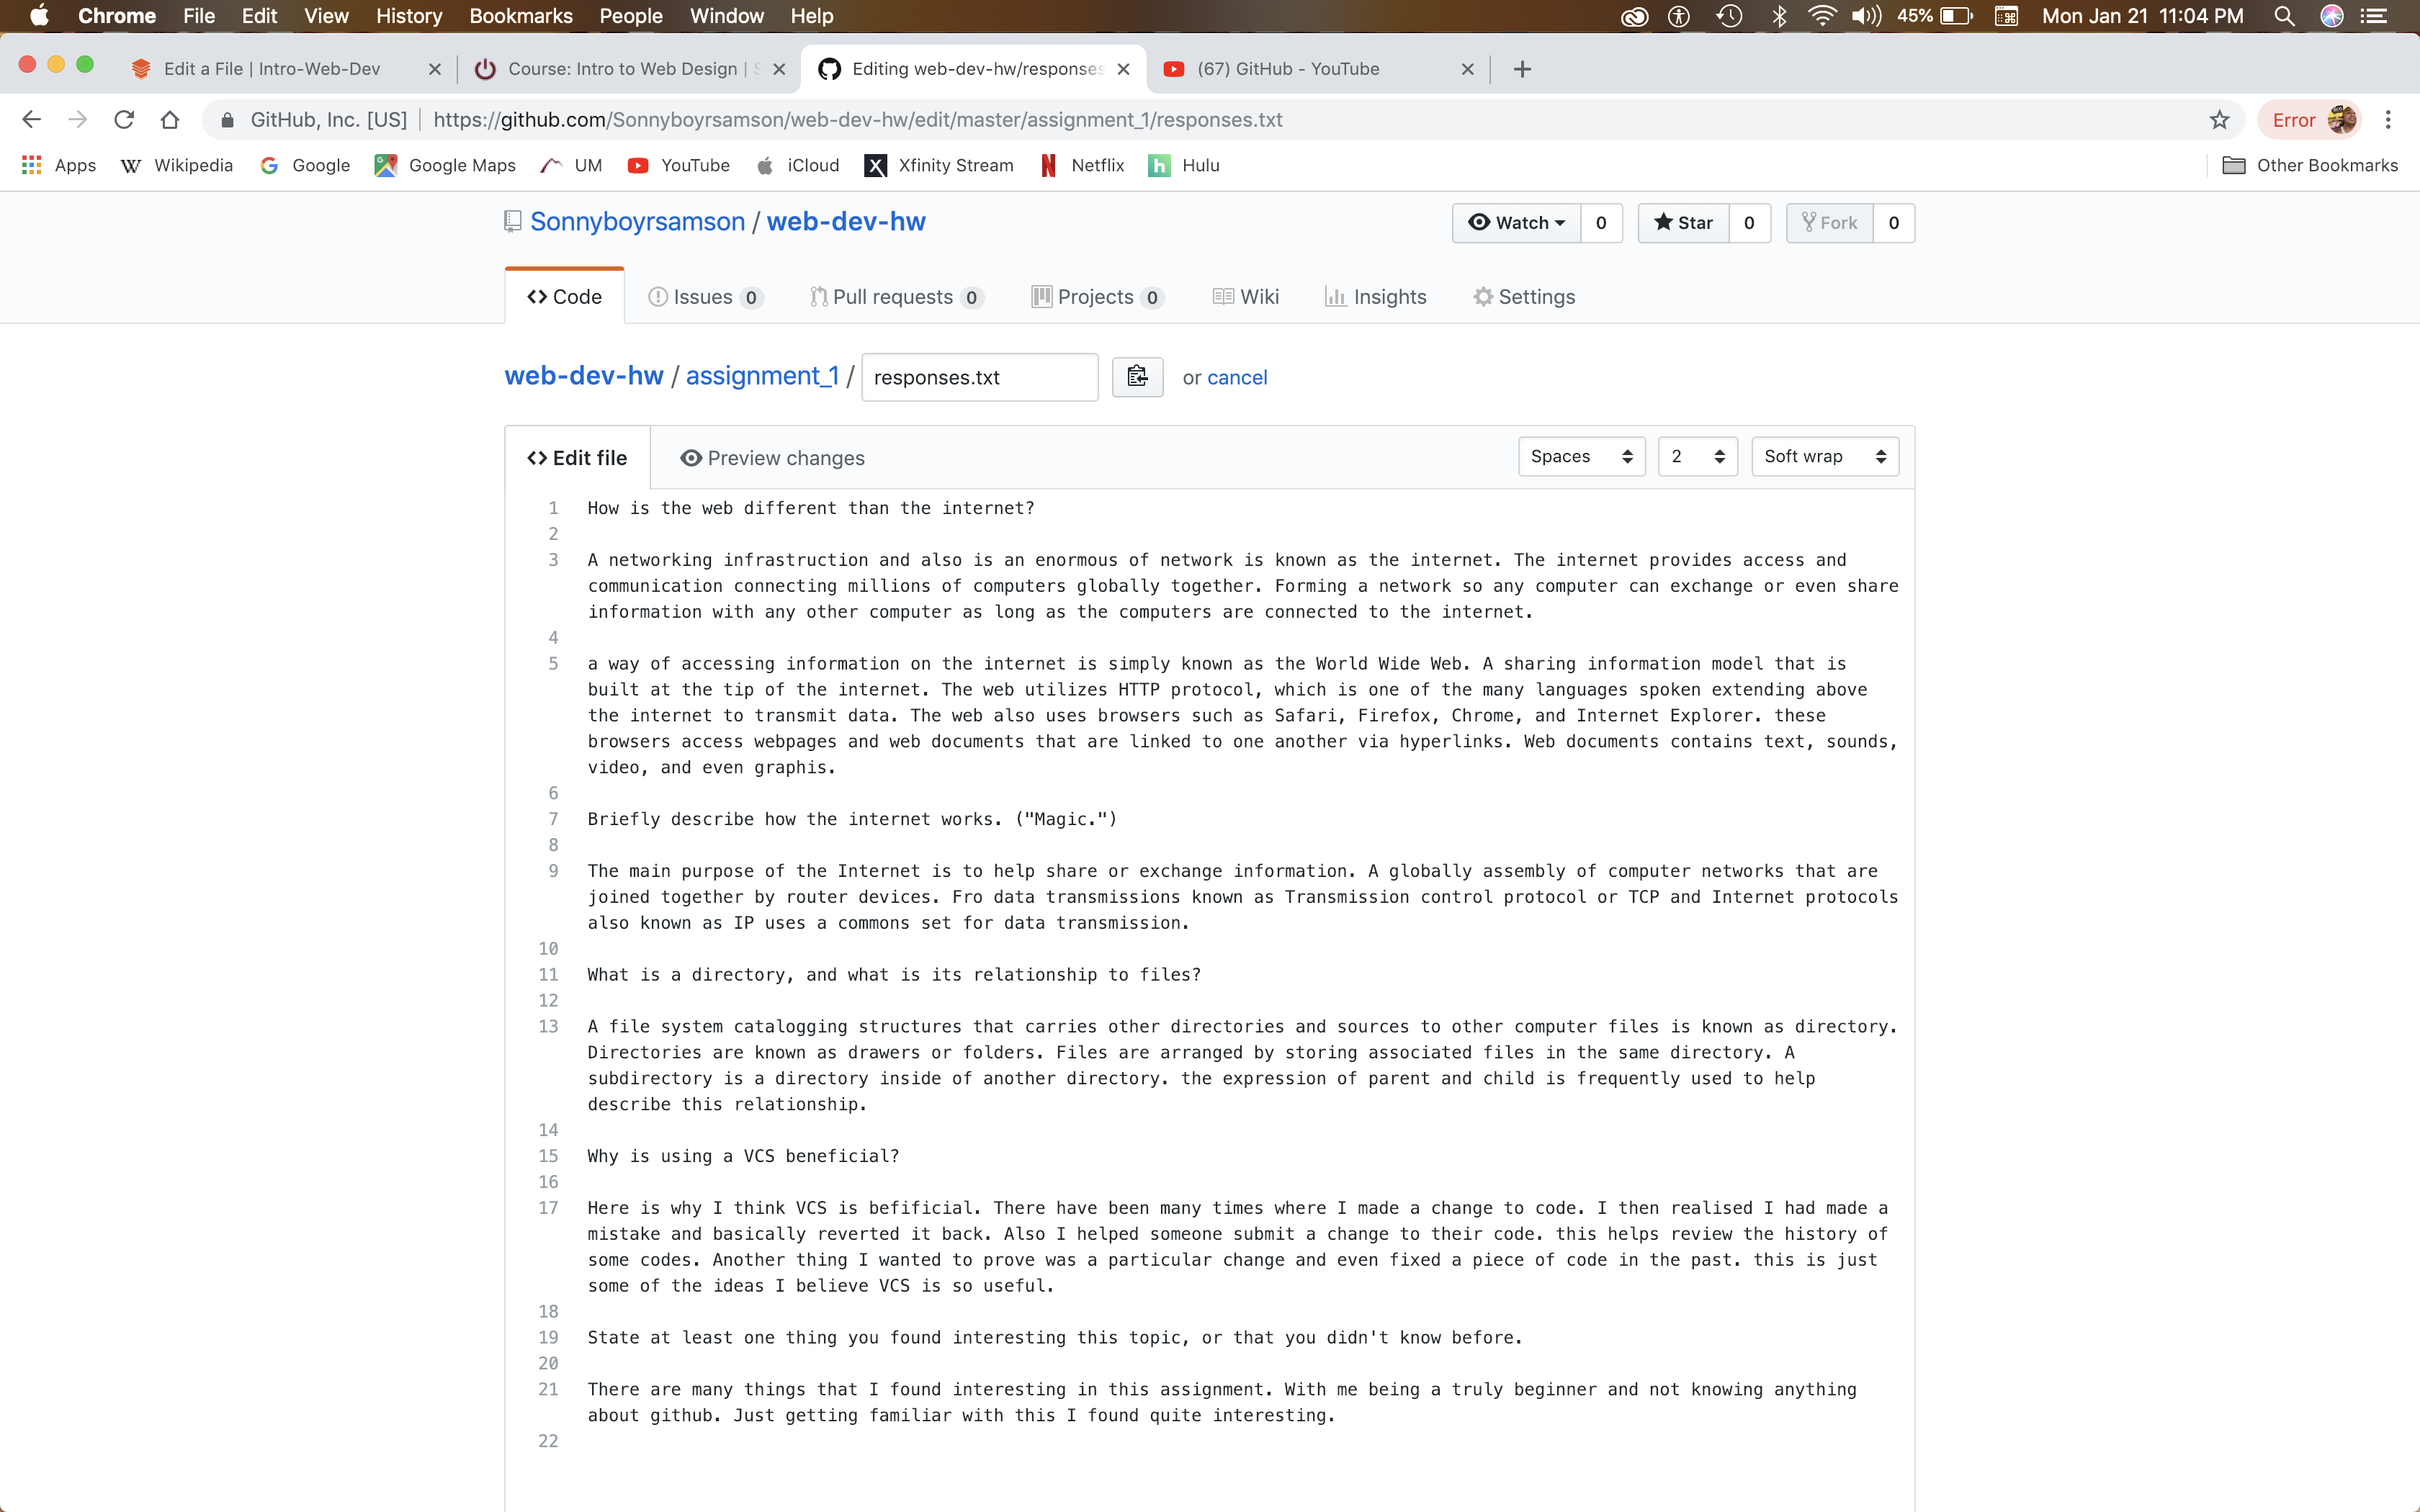 Chrome File Edit View History Bookmarks People Window Help 45% Mon Jan 21 11:04 PM
Edit a File | Intro-Web-Dev
Course: Intro to Web Design |
Editing web-dev-hw/responses
(67) GitHub - YouTube
GitHub, Inc. [US] | https://github.com/Sonnyboyrsamson/web-dev-hw/edit/master/assignment_1/responses.txt Error
Apps Wikipedia Google Google Maps UM YouTube iCloud Xfinity Stream Netflix Hulu Other Bookmarks
Sonnyboyrsamson / web-dev-hw Watch 0 Star 0 Fork 0
Code Issues 0 Pull requests 0 Projects 0 Wiki Insights Settings
web-dev-hw / assignment_1 / responses.txt or cancel
Edit file Preview changes Spaces 2 Soft wrap
1 How is the web different than the internet?
2
3 A networking infrastruction and also is an enormous of network is known as the internet. The internet provides access and
communication connecting millions of computers globally together. Forming a network so any computer can exchange or even share
information with any other computer as long as the computers are connected to the internet.
4
5 a way of accessing information on the internet is simply known as the World Wide Web. A sharing information model that is
built at the tip of the internet. The web utilizes HTTP protocol, which is one of the many languages spoken extending above
the internet to transmit data. The web also uses browsers such as Safari, Firefox, Chrome, and Internet Explorer. these
browsers access webpages and web documents that are linked to one another via hyperlinks. Web documents contains text, sounds,
video, and even graphis.
6
7 Briefly describe how the internet works. ("Magic.")
8
9 The main purpose of the Internet is to help share or exchange information. A globally assembly of computer networks that are
joined together by router devices. Fro data transmissions known as Transmission control protocol or TCP and Internet protocols
also known as IP uses a commons set for data transmission.
10
11 What is a directory, and what is its relationship to files?
12
13 A file system catalogging structures that carries other directories and sources to other computer files is known as directory.
Directories are known as drawers or folders. Files are arranged by storing associated files in the same directory. A
subdirectory is a directory inside of another directory. the expression of parent and child is frequently used to help
describe this relationship.
14
15 Why is using a VCS beneficial?
16
17 Here is why I think VCS is befificial. There have been many times where I made a change to code. I then realised I had made a
mistake and basically reverted it back. Also I helped someone submit a change to their code. this helps review the history of
some codes. Another thing I wanted to prove was a particular change and even fixed a piece of code in the past. this is just
some of the ideas I believe VCS is so useful.
18
19 State at least one thing you found interesting this topic, or that you didn't know before.
20
21 There are many things that I found interesting in this assignment. With me being a truly beginner and not knowing anything
about github. Just getting familiar with this I found quite interesting.
22